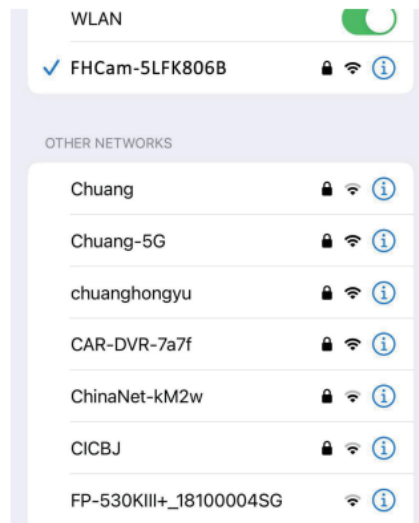 WLAN
FHCam-5LFK806B
OTHER NETWORKS
Chuang
Chuang-5G
chuanghongyu
CAR-DVR-7a7f
ChinaNet-kM2w
CICBJ
FP-530KIII+_18100004SG